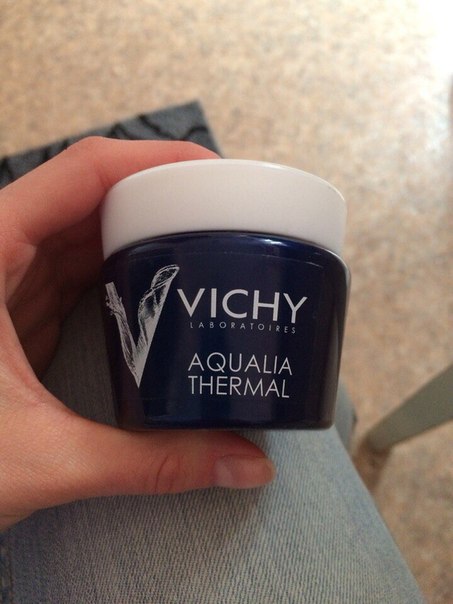 VICHY
LABORATOIRES
AQUALIA
THERMAL